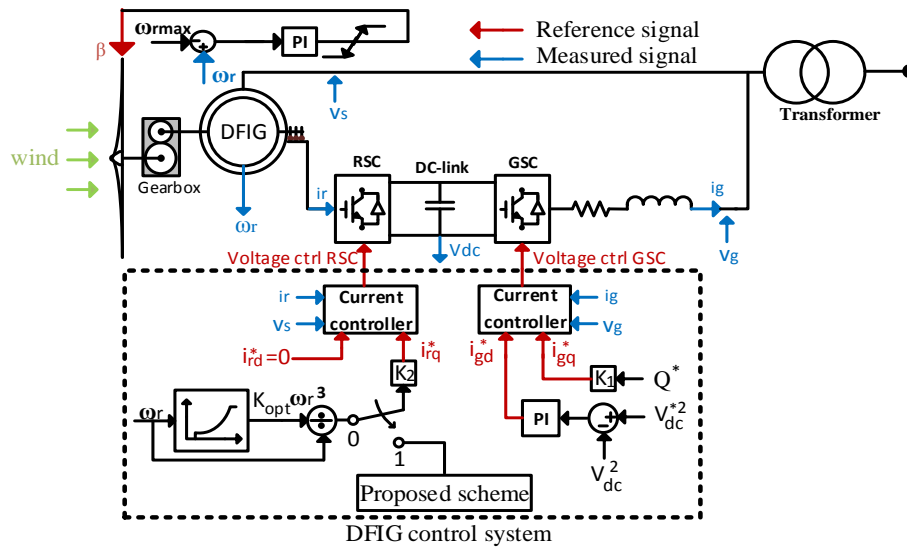 ωrmax
PI
β
ωr
Reference signal
Measured signal
vs
Transformer
DFIG
wind
Gearbox
ωr
RSC
DC-link
GSC
ir
ig
Vdc
vg
Voltage ctrl RSC
Voltage ctrl GSC
ir
vs
Current
controller
Current
controller
ig
vg
i*rd=0
i*rq
i*gd
i*gq
K2
K1
Q*
ωr
Koptωr³
÷
0
1
PI
V*2dc
V2dc
Proposed scheme
DFIG control system